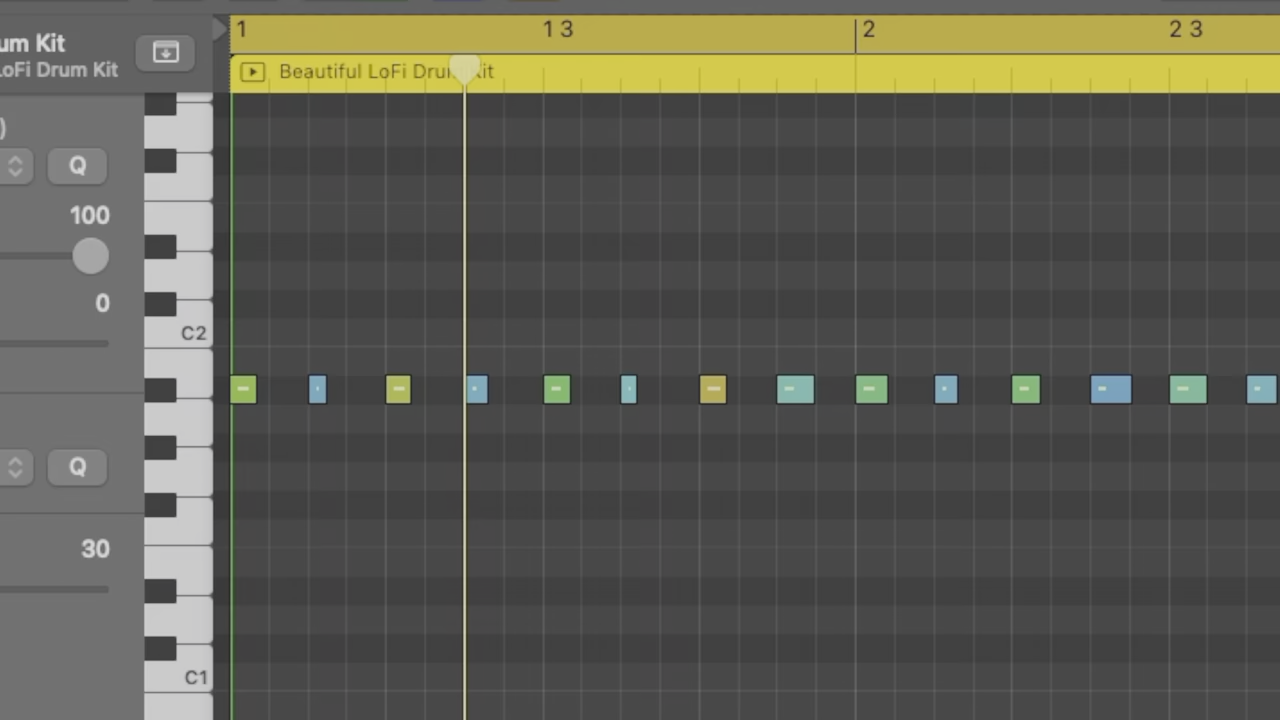 um Kit
LoFi Drum Kit
1
1 3
2
2 3
Beautiful LoFi Kit
)
Q
100
0
C2
Q
30
C1